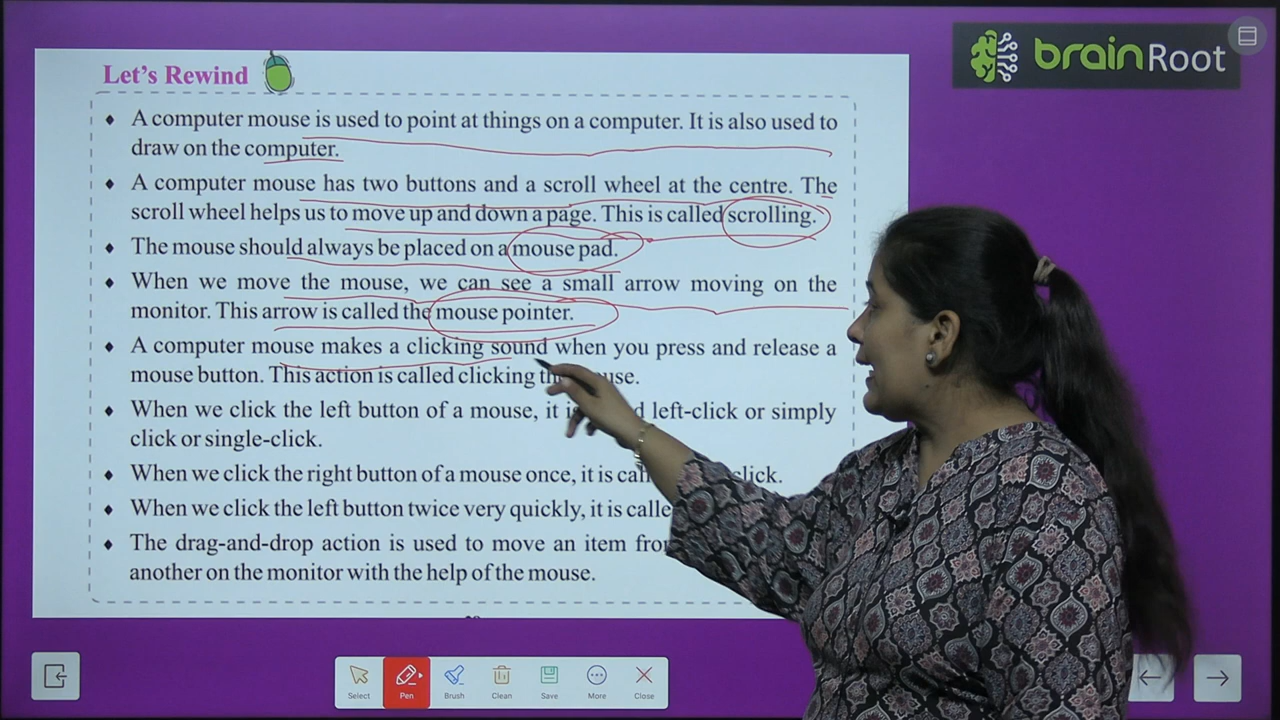 Let's Rewind
brainRoot
♦ A computer mouse is used to point at things on a computer. It is also used to
draw on the computer.
♦ A computer mouse has two buttons and a scroll wheel at the centre. The
scroll wheel helps us to move up and down a page. This is called scrolling.
♦ The mouse should always be placed on a mouse pad.
♦ When we move the mouse, we can see a small arrow moving on the
monitor. This arrow is called the mouse pointer.
♦ A computer mouse makes a clicking sound when you press and release a
mouse button. This action is called clicking the mouse.
♦ When we click the left button of a mouse, it is left-click or simply
click or single-click.
♦ When we click the right button of a mouse once, it is
♦ When we click the left button twice very quickly, it is
♦ The drag-and-drop action is used to move an item
another on the monitor with the help of the mouse.
Select Pen Brush Clean Save More Close